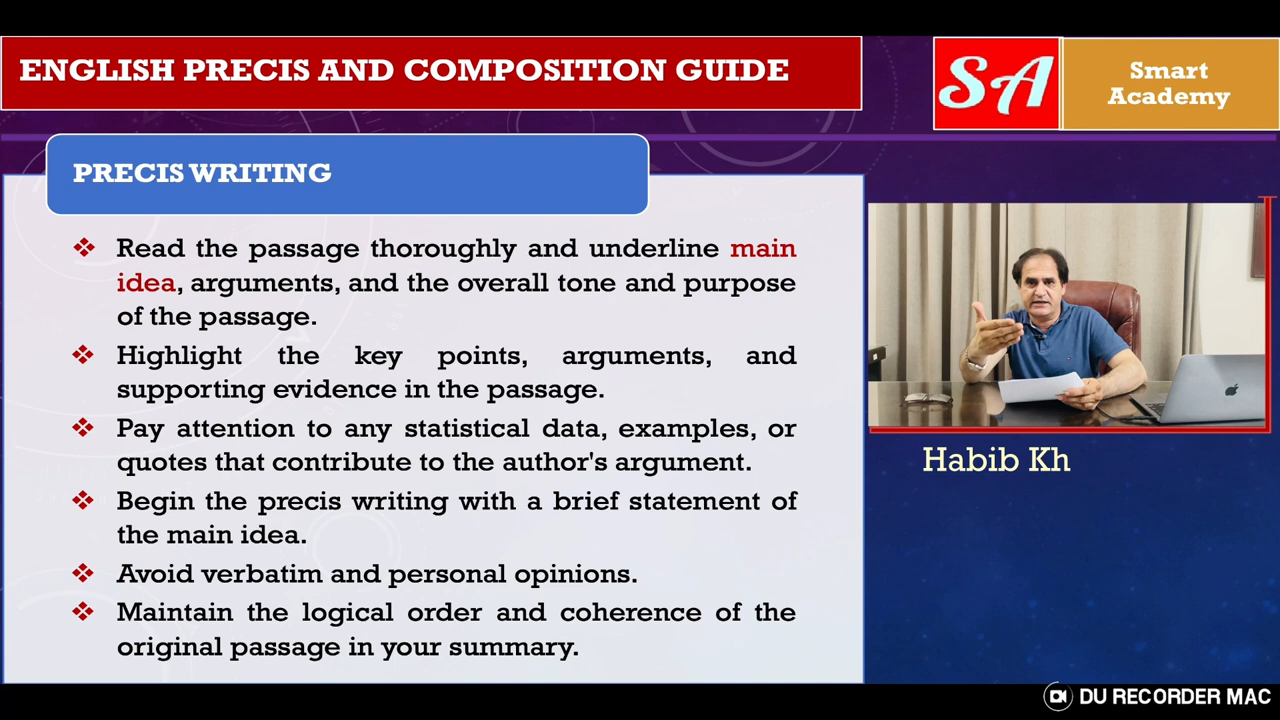 ENGLISH PRECIS AND COMPOSITION GUIDE
SA
Smart
Academy
PRECIS WRITING
Read the passage thoroughly and underline main
idea, arguments, and the overall tone and purpose
of the passage.
Highlight the key points, arguments, and
supporting evidence in the passage.
Pay attention to any statistical data, examples, or
quotes that contribute to the author's argument.
Begin the precis writing with a brief statement of
the main idea.
Avoid verbatim and personal opinions.
Maintain the logical order and coherence of the
original passage in your summary.
Habib Kh
DU RECORDER MAC